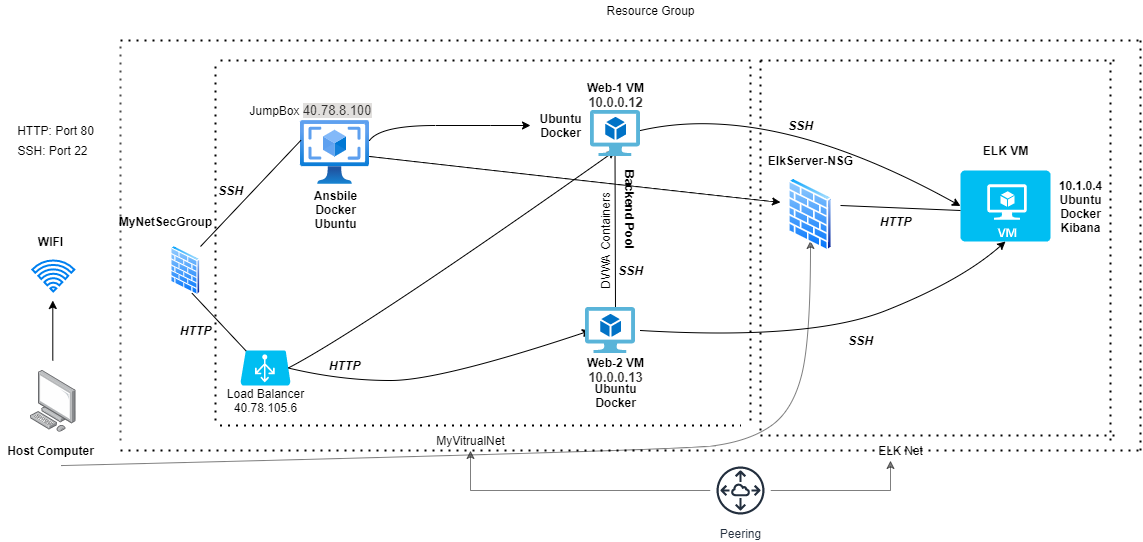 Resource Group
HTTP: Port 80
SSH: Port 22
JumpBox 40.78.8.100
Ansbile
Docker
Ubuntu
SSH
MyNetSecGroup
WIFI
HTTP
Host Computer
Load Balancer
40.78.105.6
HTTP
Web-1 VM
10.0.0.12
Ubuntu
Docker
Backend Pool
DVWA Containers
SSH
Web-2 VM
10.0.0.13
Ubuntu
Docker
SSH
ElkServer-NSG
HTTP
SSH
ELK VM
VM
10.1.0.4
Ubuntu
Docker
Kibana
MyVitrualNet
ELK Net
Peering